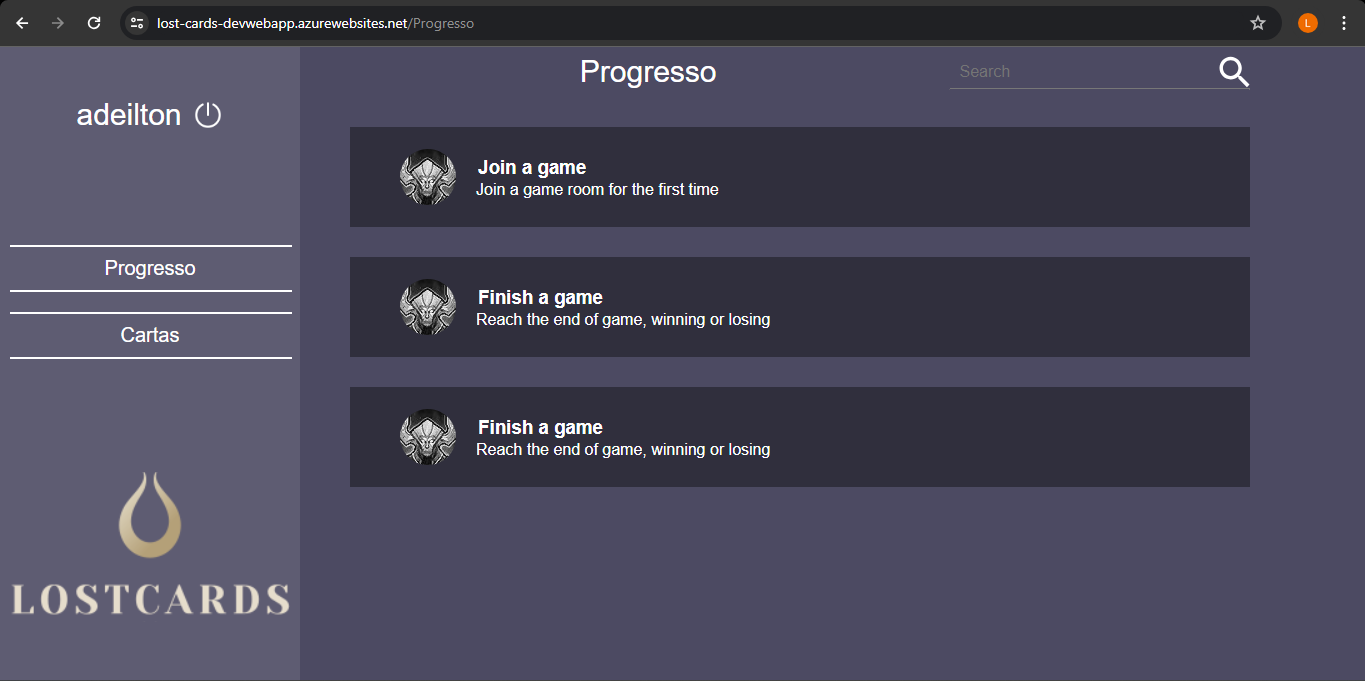 lost-cards-devwebapp.azurewebsites.net/Progresso
L
adeilton
Progresso
Cartas
LOSTCARDS
Progresso
Search
Join a game
Join a game room for the first time
Finish a game
Reach the end of game, winning or losing
Finish a game
Reach the end of game, winning or losing